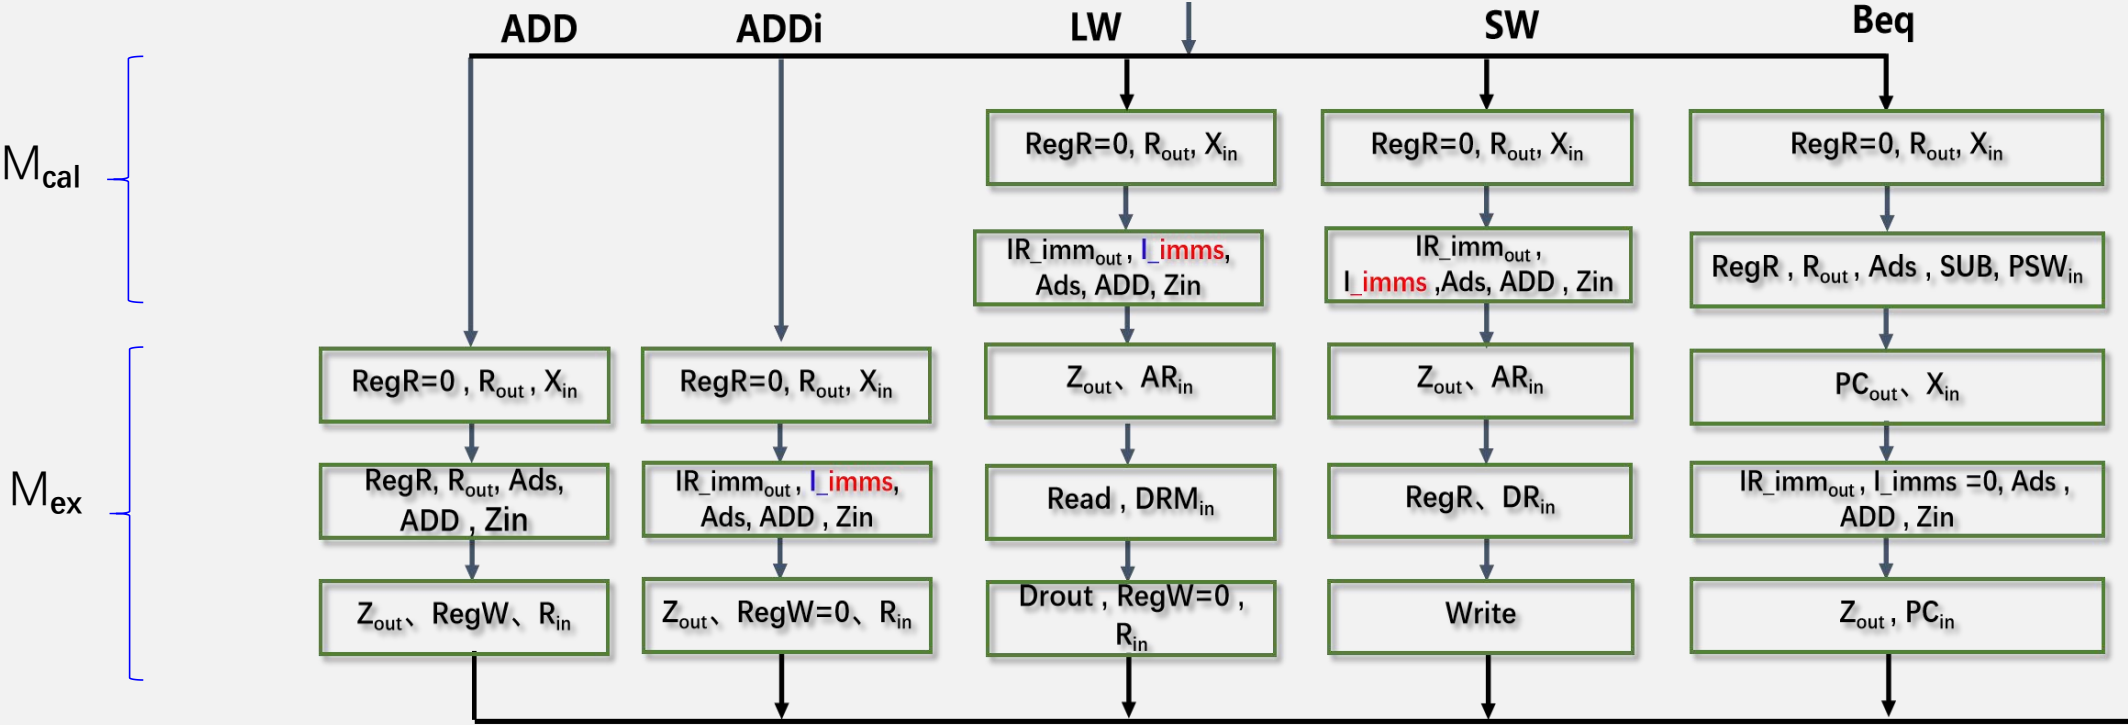 ADD
ADDi
LW
SW
Beq
Mcal
RegR=0, Rout, Xin
RegR=0, Rout, Xin
RegR=0, Rout, Xin
IR_immout , I_imms,
Ads, ADD, Zin
IR_immout ,
I_imms ,Ads, ADD , Zin
RegR , Rout , Ads , SUB, PSWin
Mex
RegR=0 , Rout , Xin
RegR=0, Rout, Xin
Zout、ARin
Zout、ARin
PCout、Xin
RegR, Rout, Ads,
ADD , Zin
IR_immout , I_imms,
Ads, ADD , Zin
Read , DRMin
RegR、DRin
IR_immout , I_imms =0, Ads ,
ADD , Zin
Zout、RegW、Rin
Zout、RegW=0、Rin
Drout , RegW=0 ,
Rin
Write
Zout , PCin